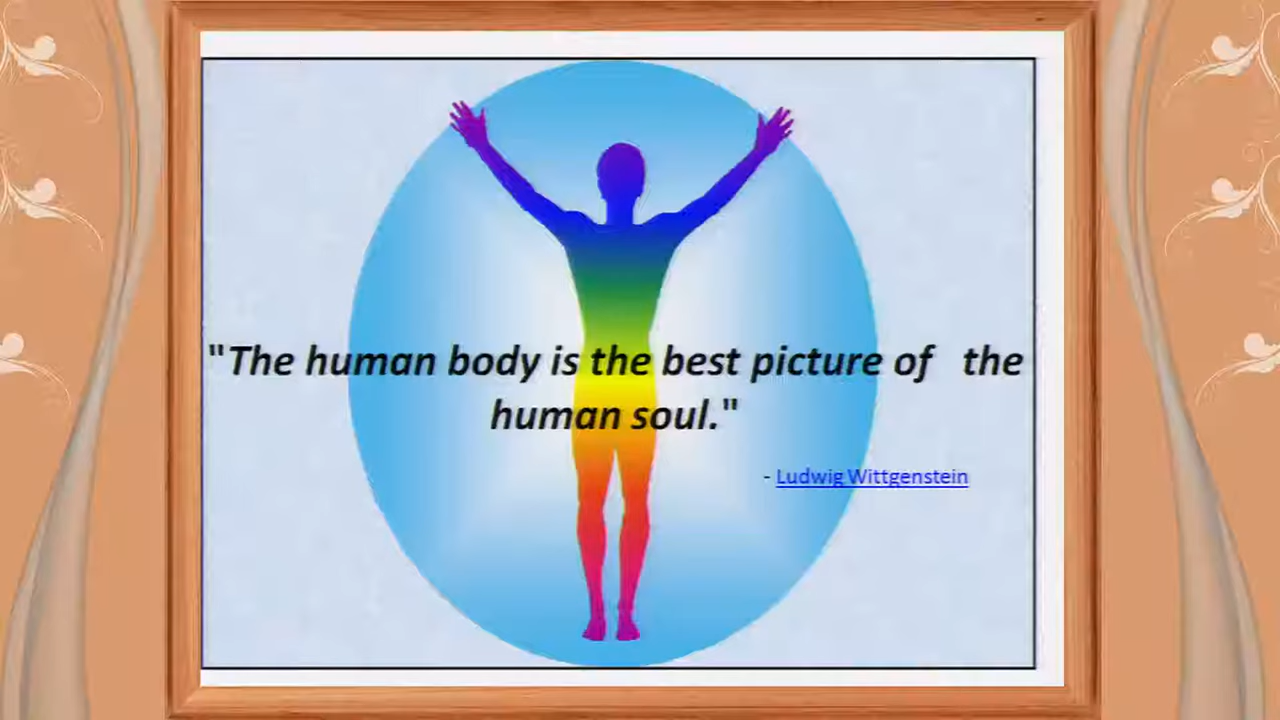 "The human body is the best picture of the
human soul."
- Ludwig Wittgenstein